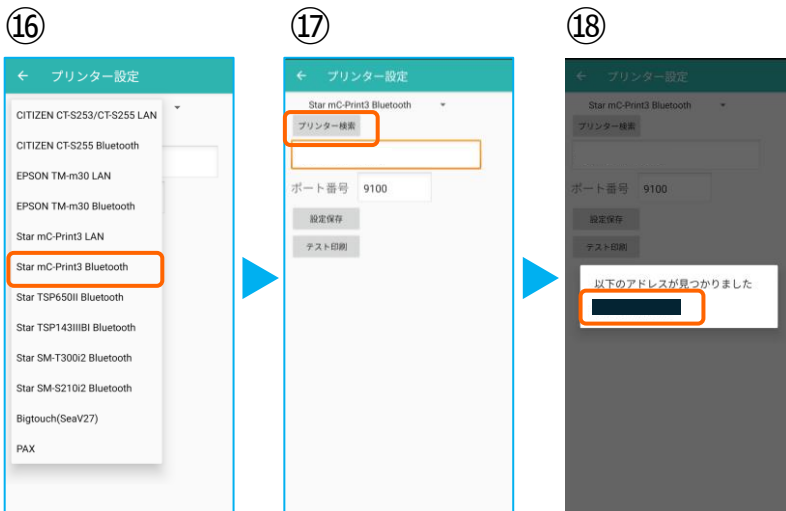 ⑯
← プリンター設定
CITIZEN CT-S253/CT-S255 LAN
CITIZEN CT-S255 Bluetooth
EPSON TM-m30 LAN
EPSON TM-m30 Bluetooth
Star mC-Print3 LAN
Star mC-Print3 Bluetooth
Star TSP650II Bluetooth
Star TSP143IIIBI Bluetooth
Star SM-T300i2 Bluetooth
Star SM-S210i2 Bluetooth
Bigtouch(SeaV27)
PAX
⑰
← プリンター設定
Star mC-Print3 Bluetooth
プリンター検索
ポート番号 9100
設定保存
テスト印刷
⑱
← プリンター設定
Star mC-Print3 Bluetooth
プリンター検索
ポート番号 9100
設定保存
テスト印刷
以下のアドレスが見つかりました